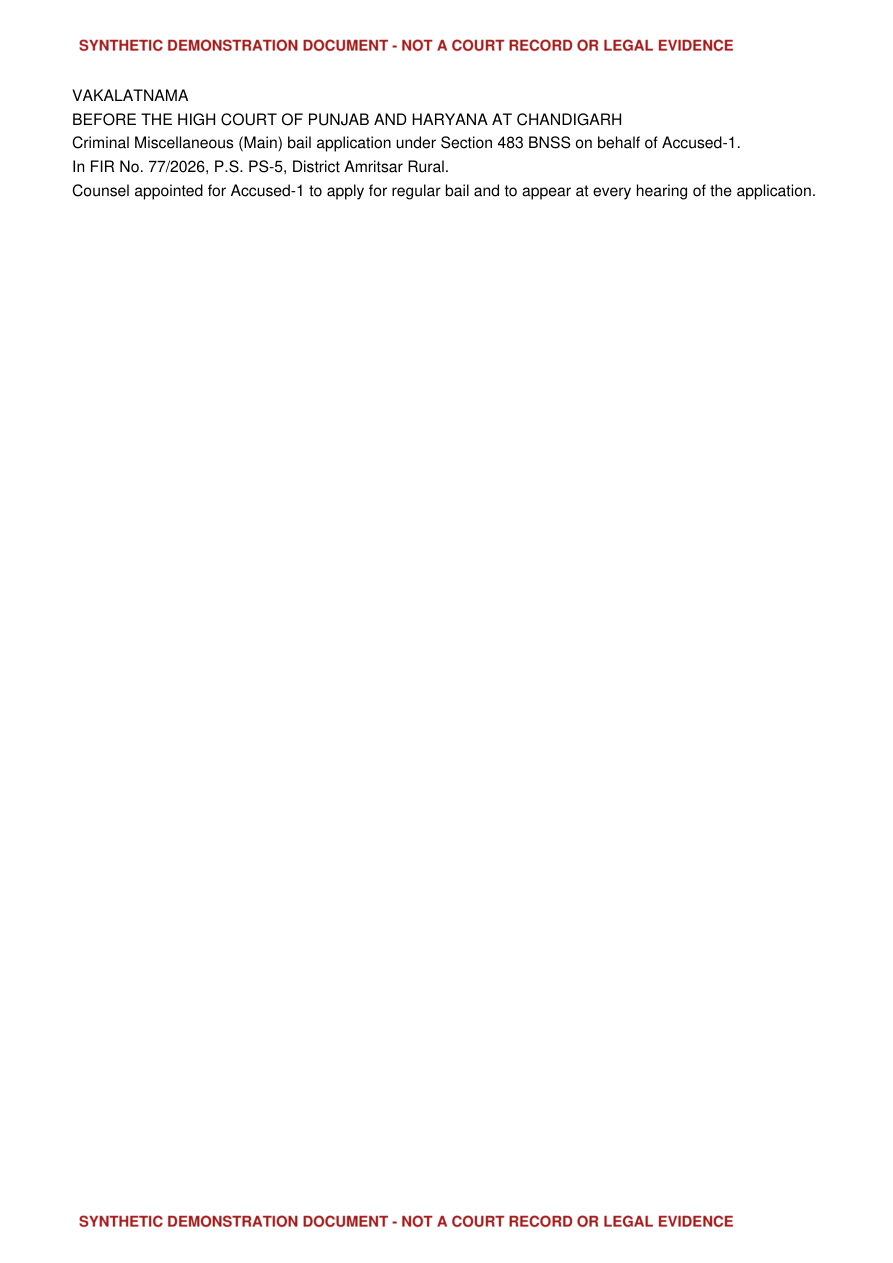 SYNTHETIC DEMONSTRATION DOCUMENT - NOT A COURT RECORD OR LEGAL EVIDENCE
VAKALATNAMA
BEFORE THE HIGH COURT OF PUNJAB AND HARYANA AT CHANDIGARH
Criminal Miscellaneous (Main) bail application under Section 483 BNSS on behalf of Accused-1.
In FIR No. 77/2026, P.S. PS-5, District Amritsar Rural.
Counsel appointed for Accused-1 to apply for regular bail and to appear at every hearing of the application.
SYNTHETIC DEMONSTRATION DOCUMENT - NOT A COURT RECORD OR LEGAL EVIDENCE